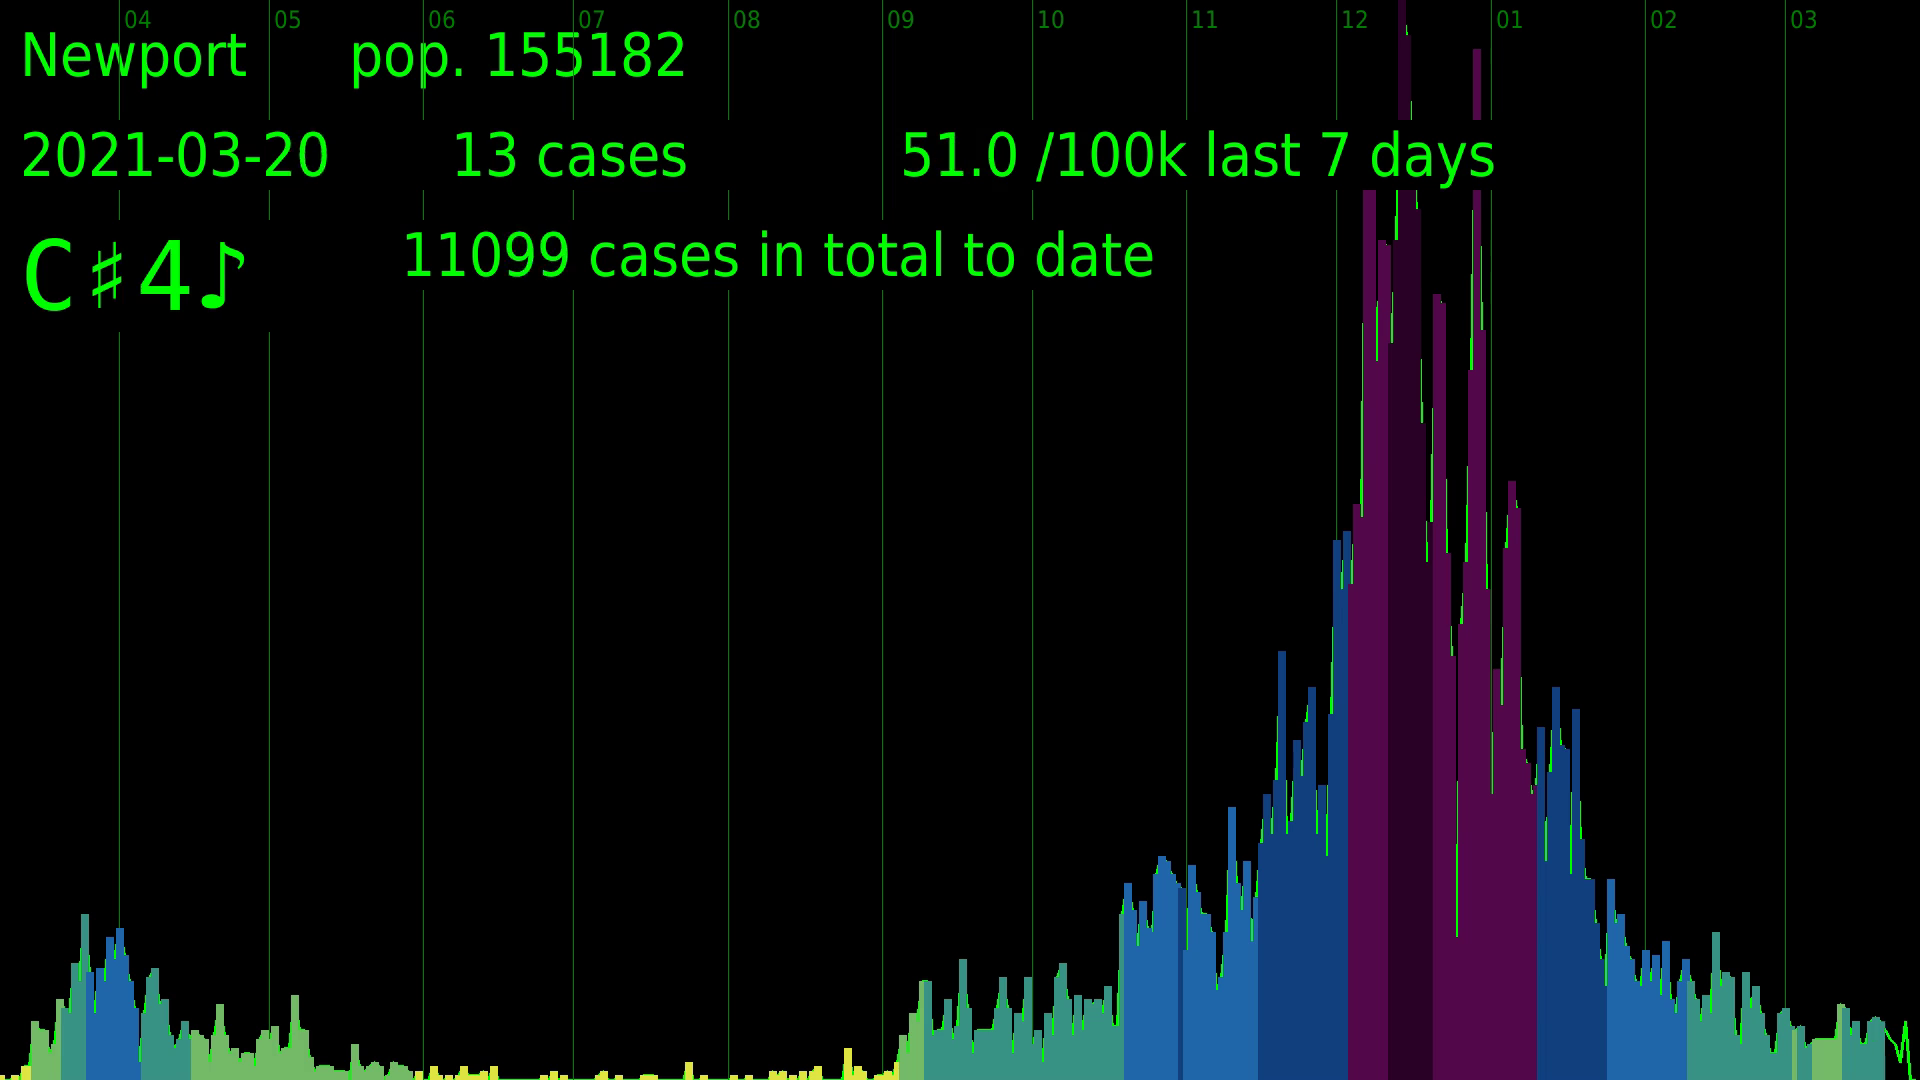 04 05 06 07 08 09 10 11 12 01 02 03
Newport pop. 155182
2021-03-20 13 cases 51.0 /100k last 7 days
C♯4♪ 11099 cases in total to date